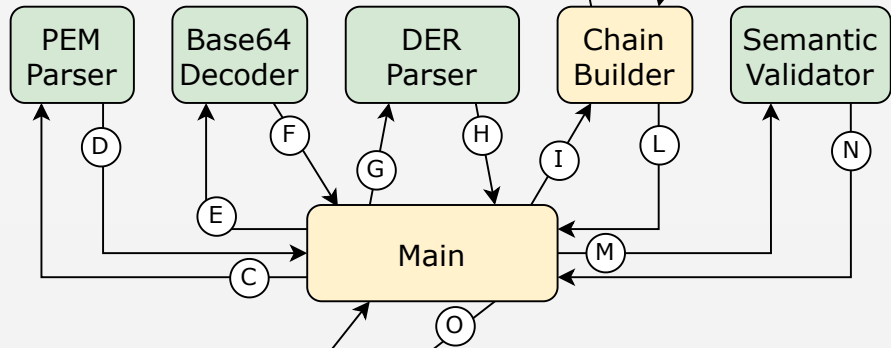 PEM
Parser
Base64
Decoder
DER
Parser
Chain
Builder
Semantic
Validator
D
F
H
L
N
G
I
E
Main
M
C
O